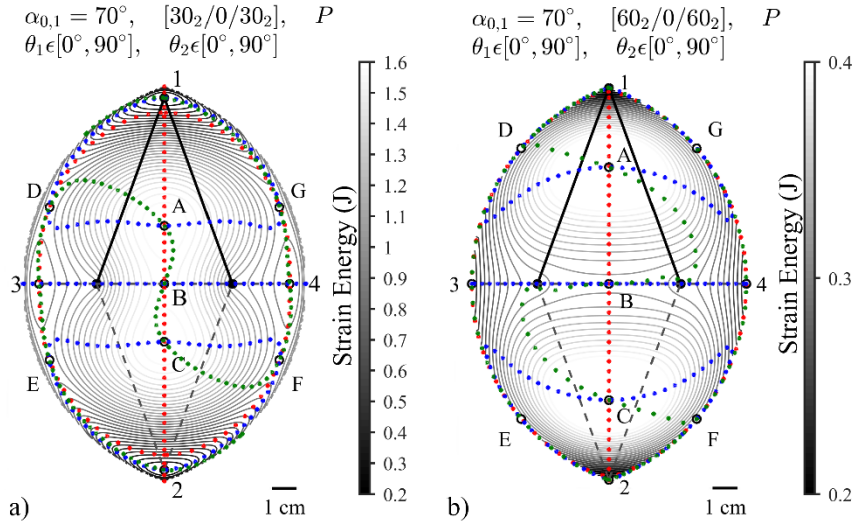 α₀,₁ = 70°, [30₂/0/30₂], P
θ₁ϵ[0°, 90°], θ₂ϵ[0°, 90°]
1
D
G
A
3
4
B
C
E
F
2
1 cm
a)
1.6
1.5
1.4
1.3
1.2
1.1
1
0.9
0.8
0.7
0.6
0.5
0.4
0.3
0.2
Strain Energy (J)
α₀,₁ = 70°, [60₂/0/60₂], P
θ₁ϵ[0°, 90°], θ₂ϵ[0°, 90°]
1
D
G
A
3
4
B
C
E
F
2
1 cm
b)
0.4
0.3
0.2
Strain Energy (J)